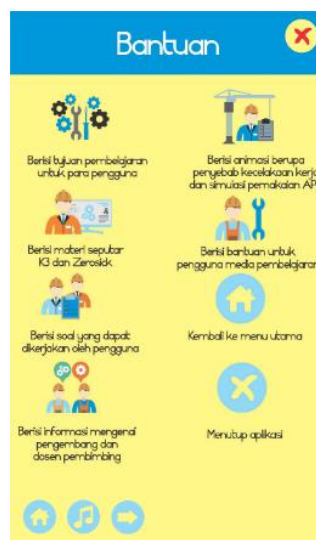 Bantuan
Berisi tujuan pembelajaran
untuk para pengguna
Berisi animasi berupa
penyebab kecelakaan kerja
dan simulasi pemakaian AP
Berisi materi seputar
K3 dan Zerosick
Berisi bantuan untuk
pengguna media pembelajaran
Berisi soal yang dapat
dikerjakan oleh pengguna
Kembali ke menu utama
Berisi informasi mengenai
pengembang dan
dosen pembimbing
Menutup aplikasi